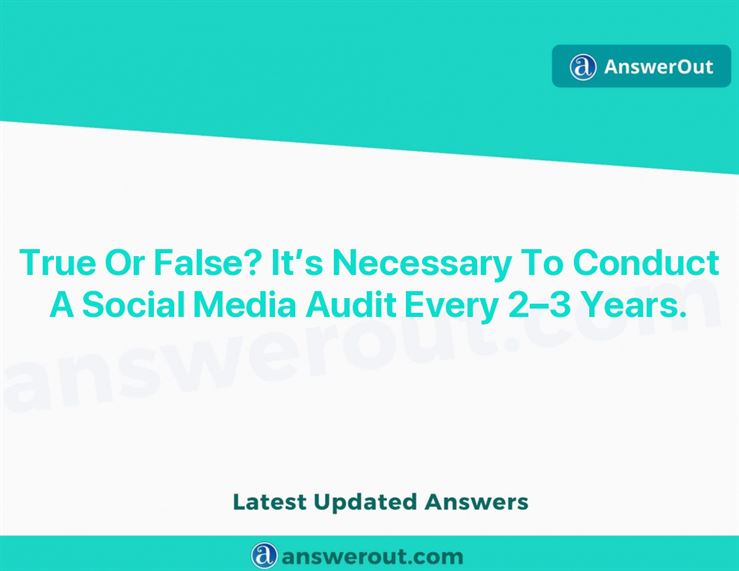 AnswerOut
True Or False? It’s Necessary To Conduct
A Social Media Audit Every 2–3 Years.
answerout.com
Latest Updated Answers
answerout.com